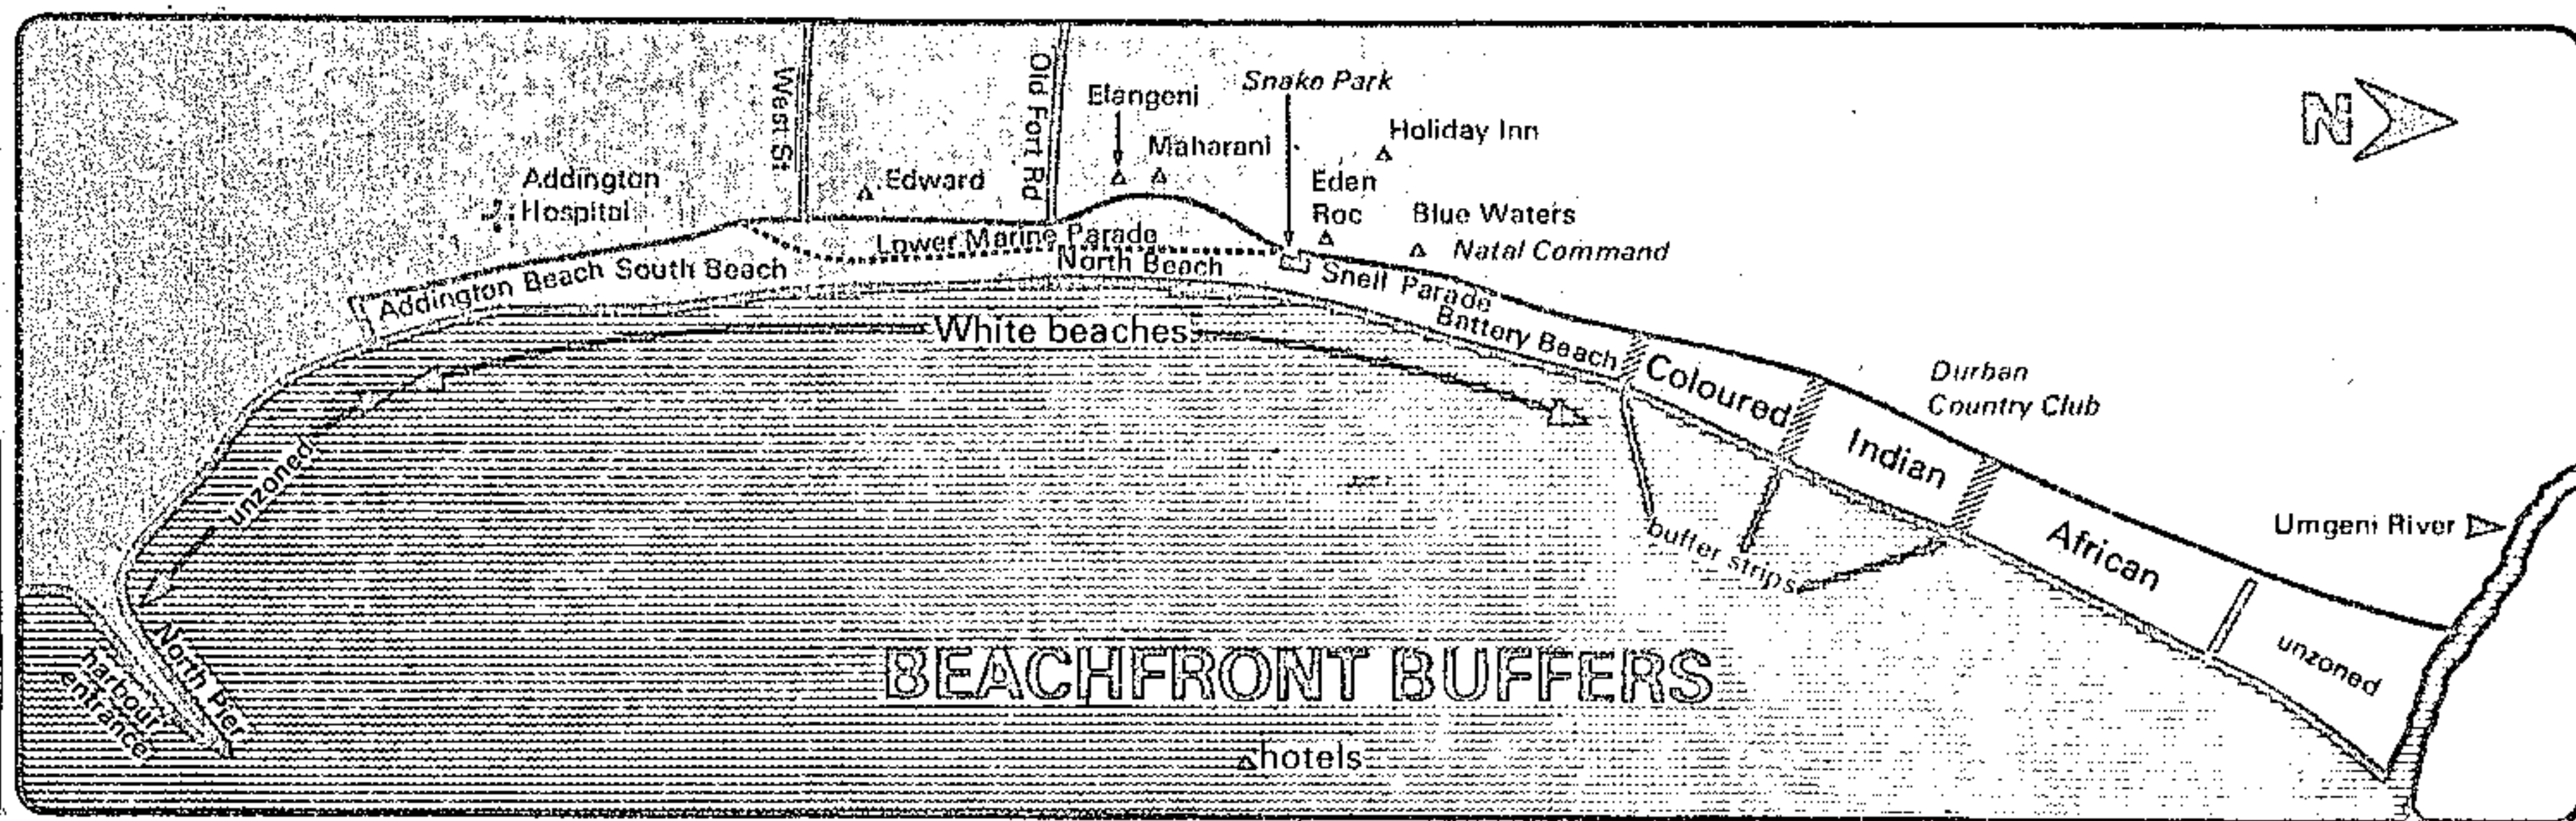 West St
Old Fort Rd
Elangeni
Snake Park
Maharani
Holiday Inn
N
Addington
Hospital
Edward
Eden
Roc
Blue Waters
Natal Command
Lower Marine Parade
North Beach
Addington Beach South Beach
Snell Parade
Battery Beach
White beaches
Coloured
Indian
African
unzoned
Durban
Country Club
Umgeni River
unzoned
buffer strips
North Pier
harbour
entrance
BEACHFRONT BUFFERS
hotels